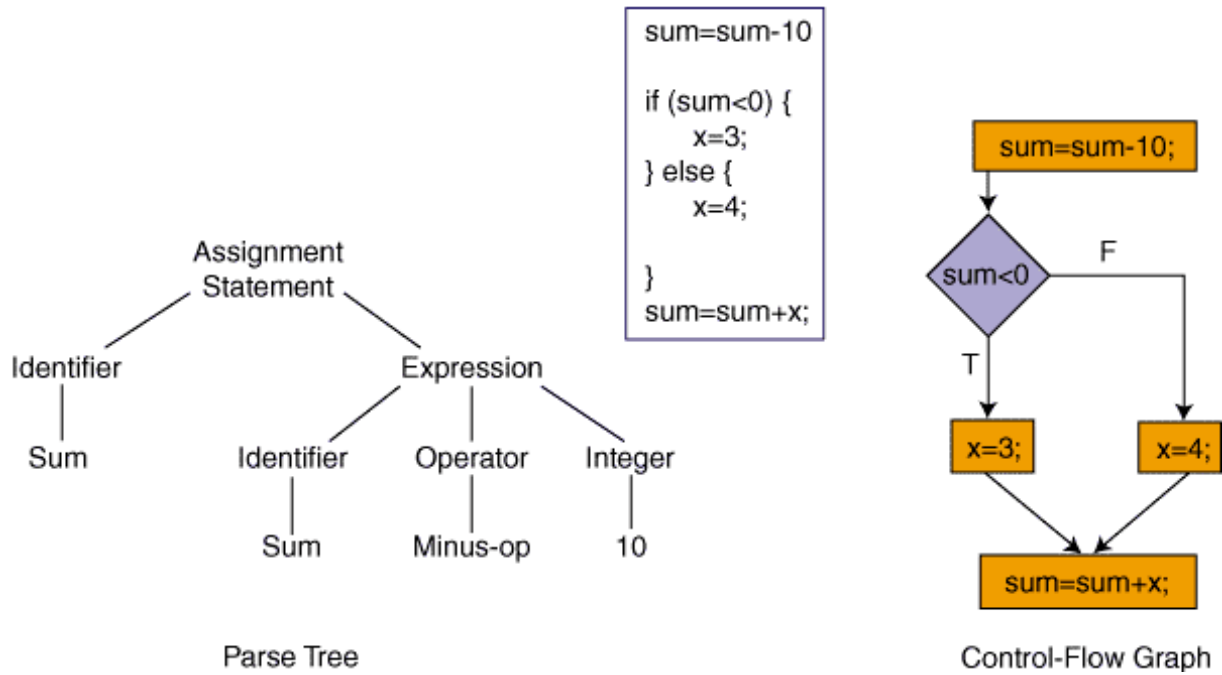 sum=sum-10
if (sum<0) {
x=3;
} else {
x=4;
}
sum=sum+x;
Assignment
Statement
Identifier
Expression
Sum
Identifier
Operator
Integer
Sum
Minus-op
10
Parse Tree
sum=sum-10;
sum<0
F
T
x=3;
x=4;
sum=sum+x;
Control-Flow Graph